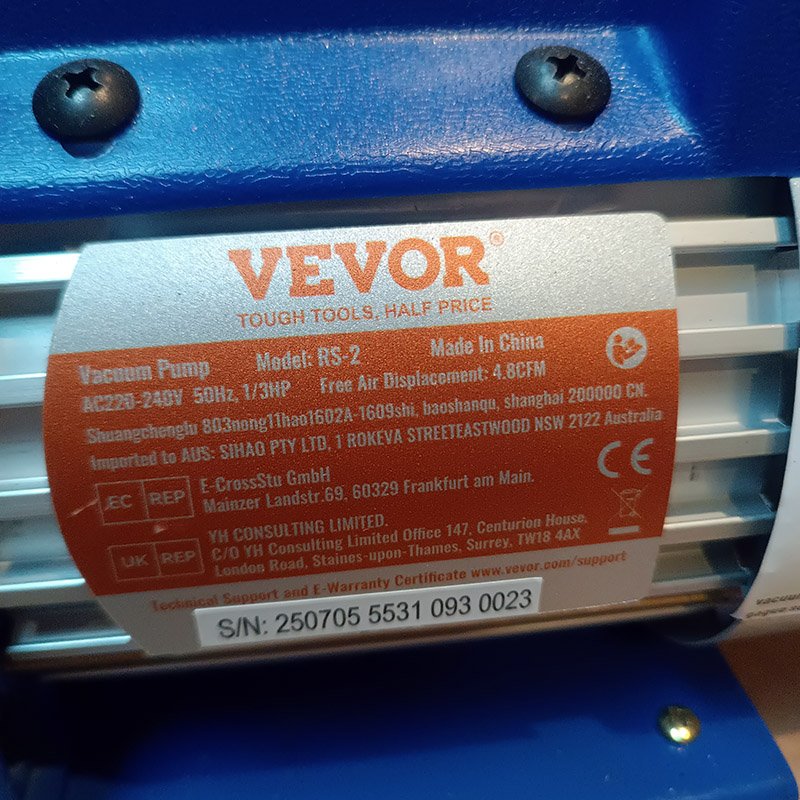 VEVOR®
TOUGH TOOLS, HALF PRICE
Vacuum Pump Model: RS-2 Made In China
AC220-240V 50Hz, 1/3HP Free Air Displacement: 4.8CFM
Shuangchenglu 803nong11hao1602A-1609shi, baoshanqu, shanghai 200000 CN.
Imported to AUS: SIHAO PTY LTD, 1 ROKEVA STREETEASTWOOD NSW 2122 Australia
EC REP
E-CrossStu GmbH
Mainzer Landstr.69, 60329 Frankfurt am Main.
CE
UK REP
YH CONSULTING LIMITED.
C/O YH Consulting Limited Office 147, Centurion House,
London Road, Staines-upon-Thames, Surrey, TW18 4AX
Technical Support and E-Warranty Certificate www.vevor.com/support
S/N: 250705 5531 093 0023